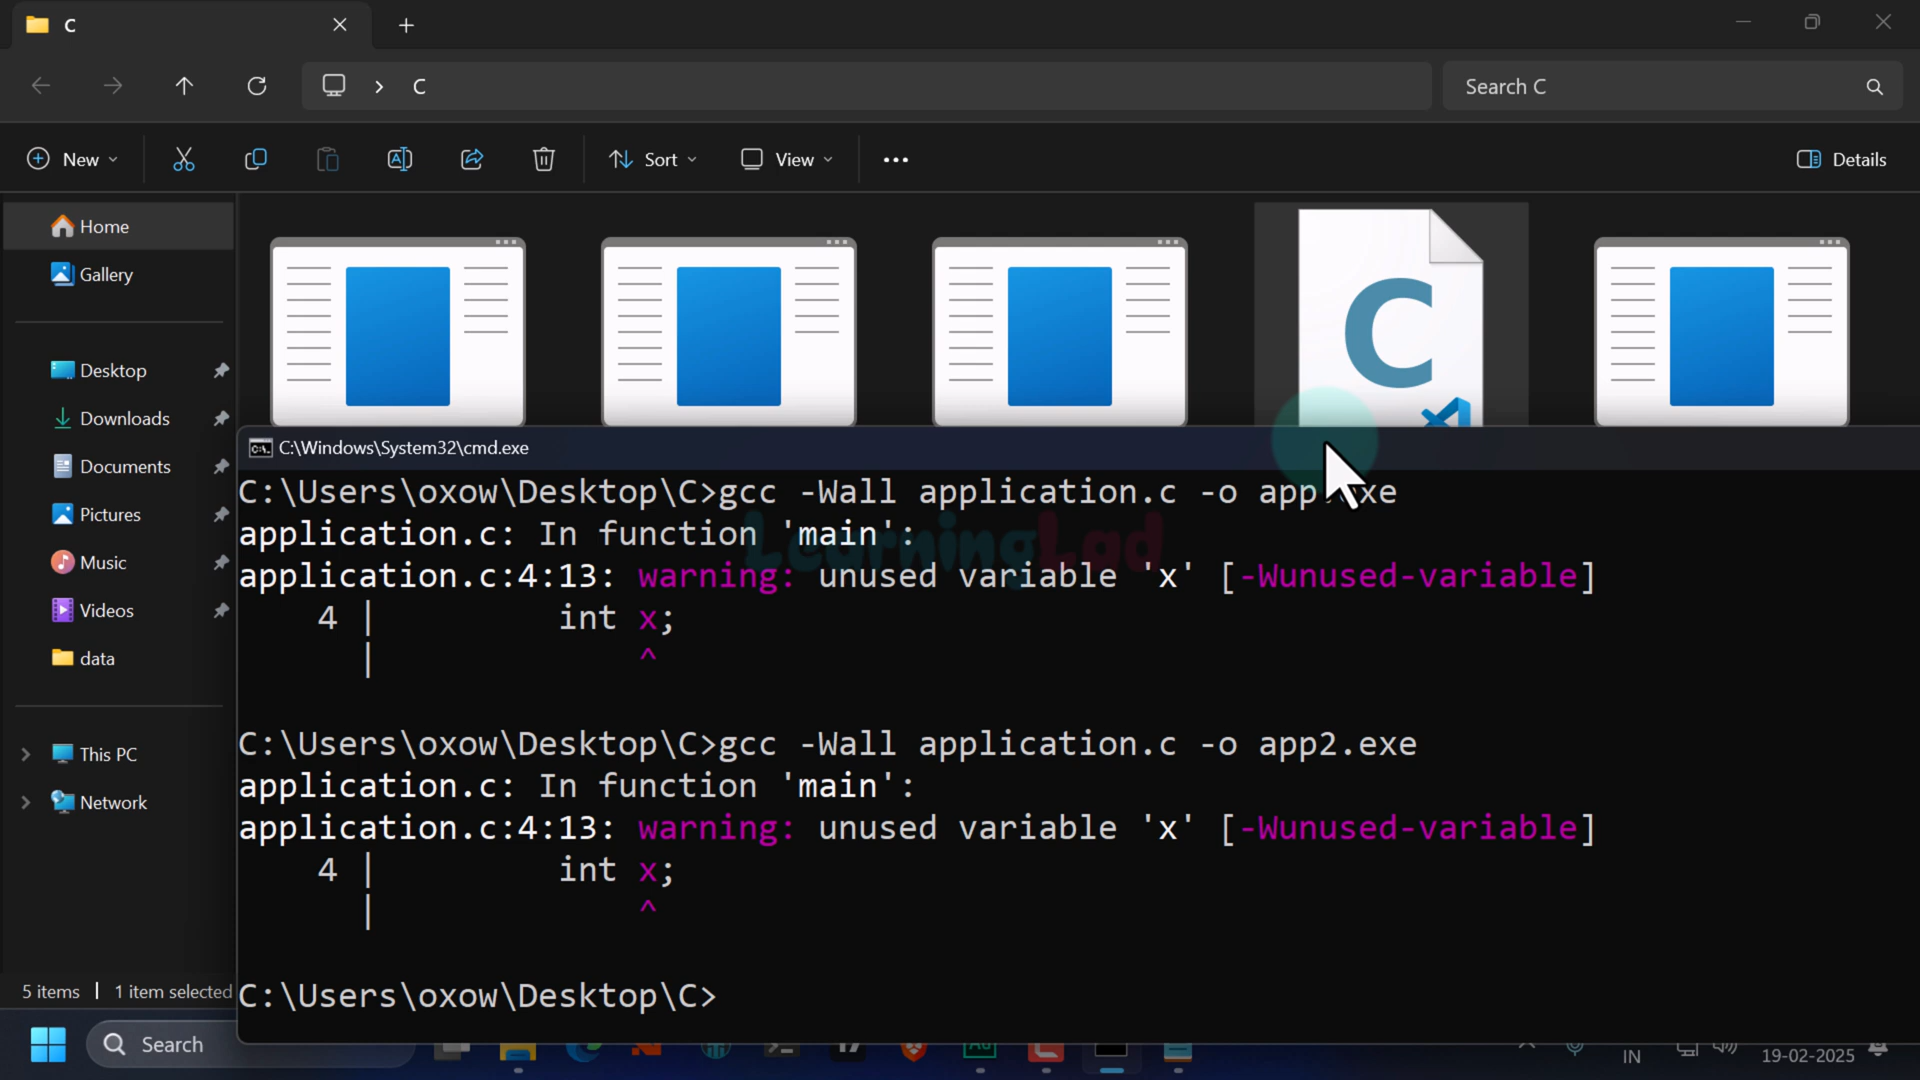 C
C
Search C
New
Sort
View
Details
Home
Gallery
Desktop
Downloads
Documents
Pictures
Music
Videos
data
This PC
Network
C
C:\Windows\System32\cmd.exe
C:\Users\oxow\Desktop\C>gcc -Wall application.c -o app.exe
application.c: In function 'main':
application.c:4:13: warning: unused variable 'x' [-Wunused-variable]
4 | int x;
| ^
C:\Users\oxow\Desktop\C>gcc -Wall application.c -o app2.exe
application.c: In function 'main':
application.c:4:13: warning: unused variable 'x' [-Wunused-variable]
4 | int x;
| ^
C:\Users\oxow\Desktop\C>
LearningLad
5 items | 1 item selected
Search
IN
19-02-2025